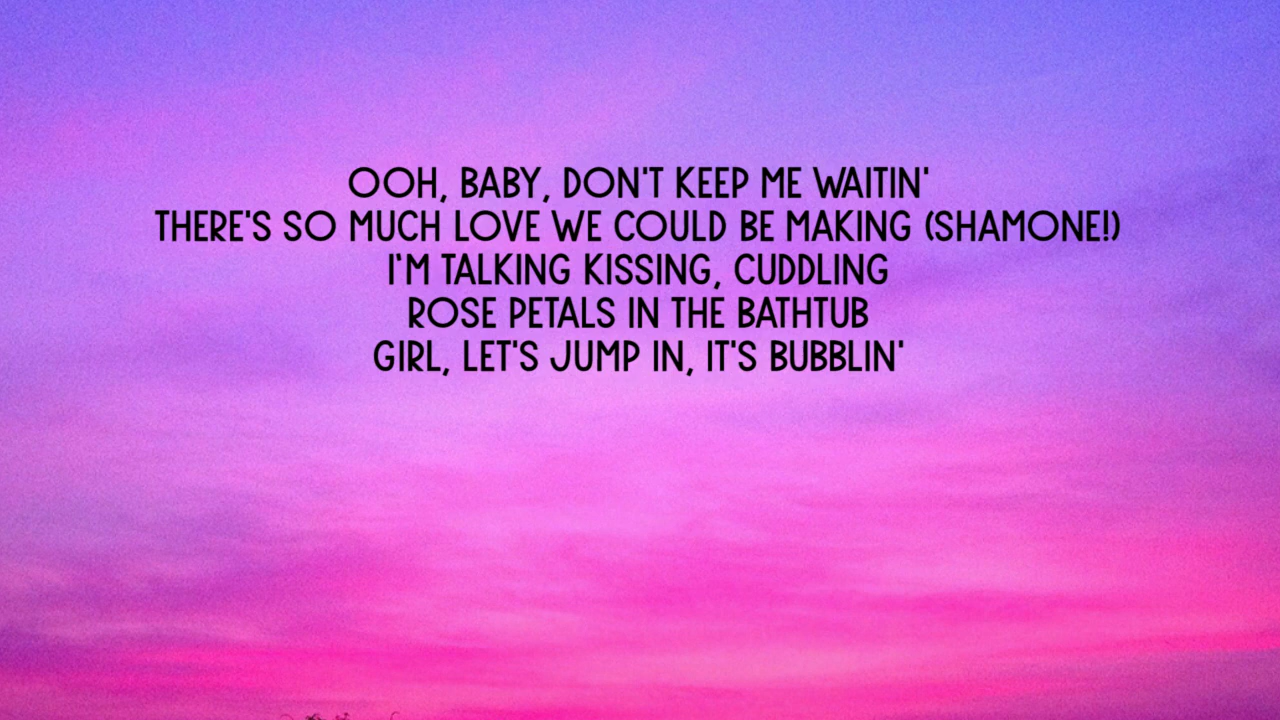 OOH, BABY, DON'T KEEP ME WAITIN'
THERE'S SO MUCH LOVE WE COULD BE MAKING (SHAMONE!)
I'M TALKING KISSING, CUDDLING
ROSE PETALS IN THE BATHTUB
GIRL, LET'S JUMP IN, IT'S BUBBLIN'